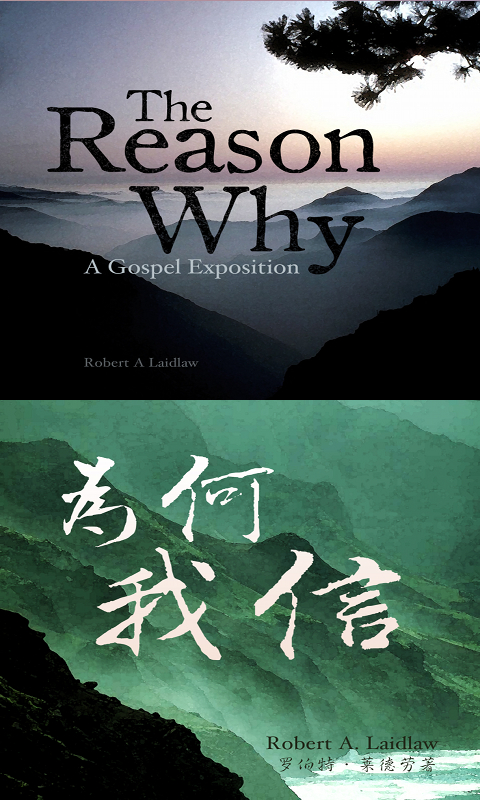 The
Reason
Why
A Gospel Exposition
Robert A Laidlaw
为何
我信
Robert A. Laidlaw
罗伯特·莱德劳著